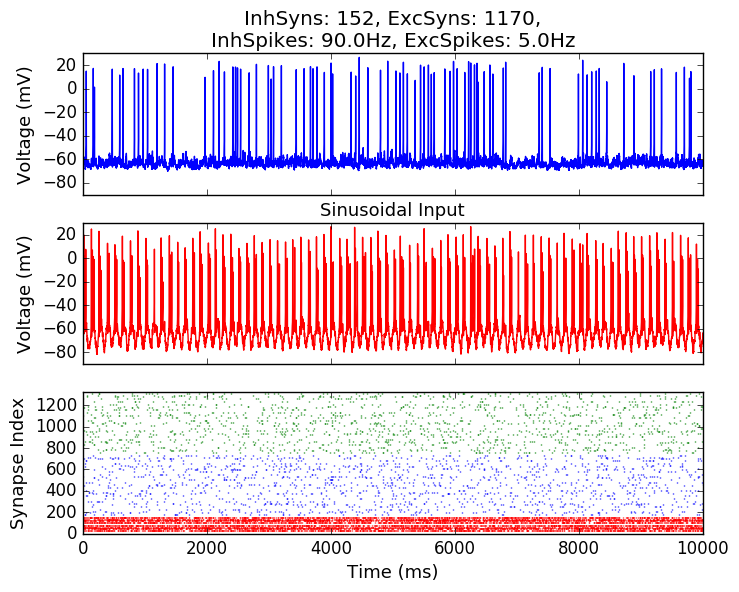 InhSyns: 152, ExcSyns: 1170,
InhSpikes: 90.0Hz, ExcSpikes: 5.0Hz
Voltage (mV)
20
0
−20
−40
−60
−80
Sinusoidal Input
Voltage (mV)
20
0
−20
−40
−60
−80
Synapse Index
1200
1000
800
600
400
200
0
0 2000 4000 6000 8000 10000
Time (ms)